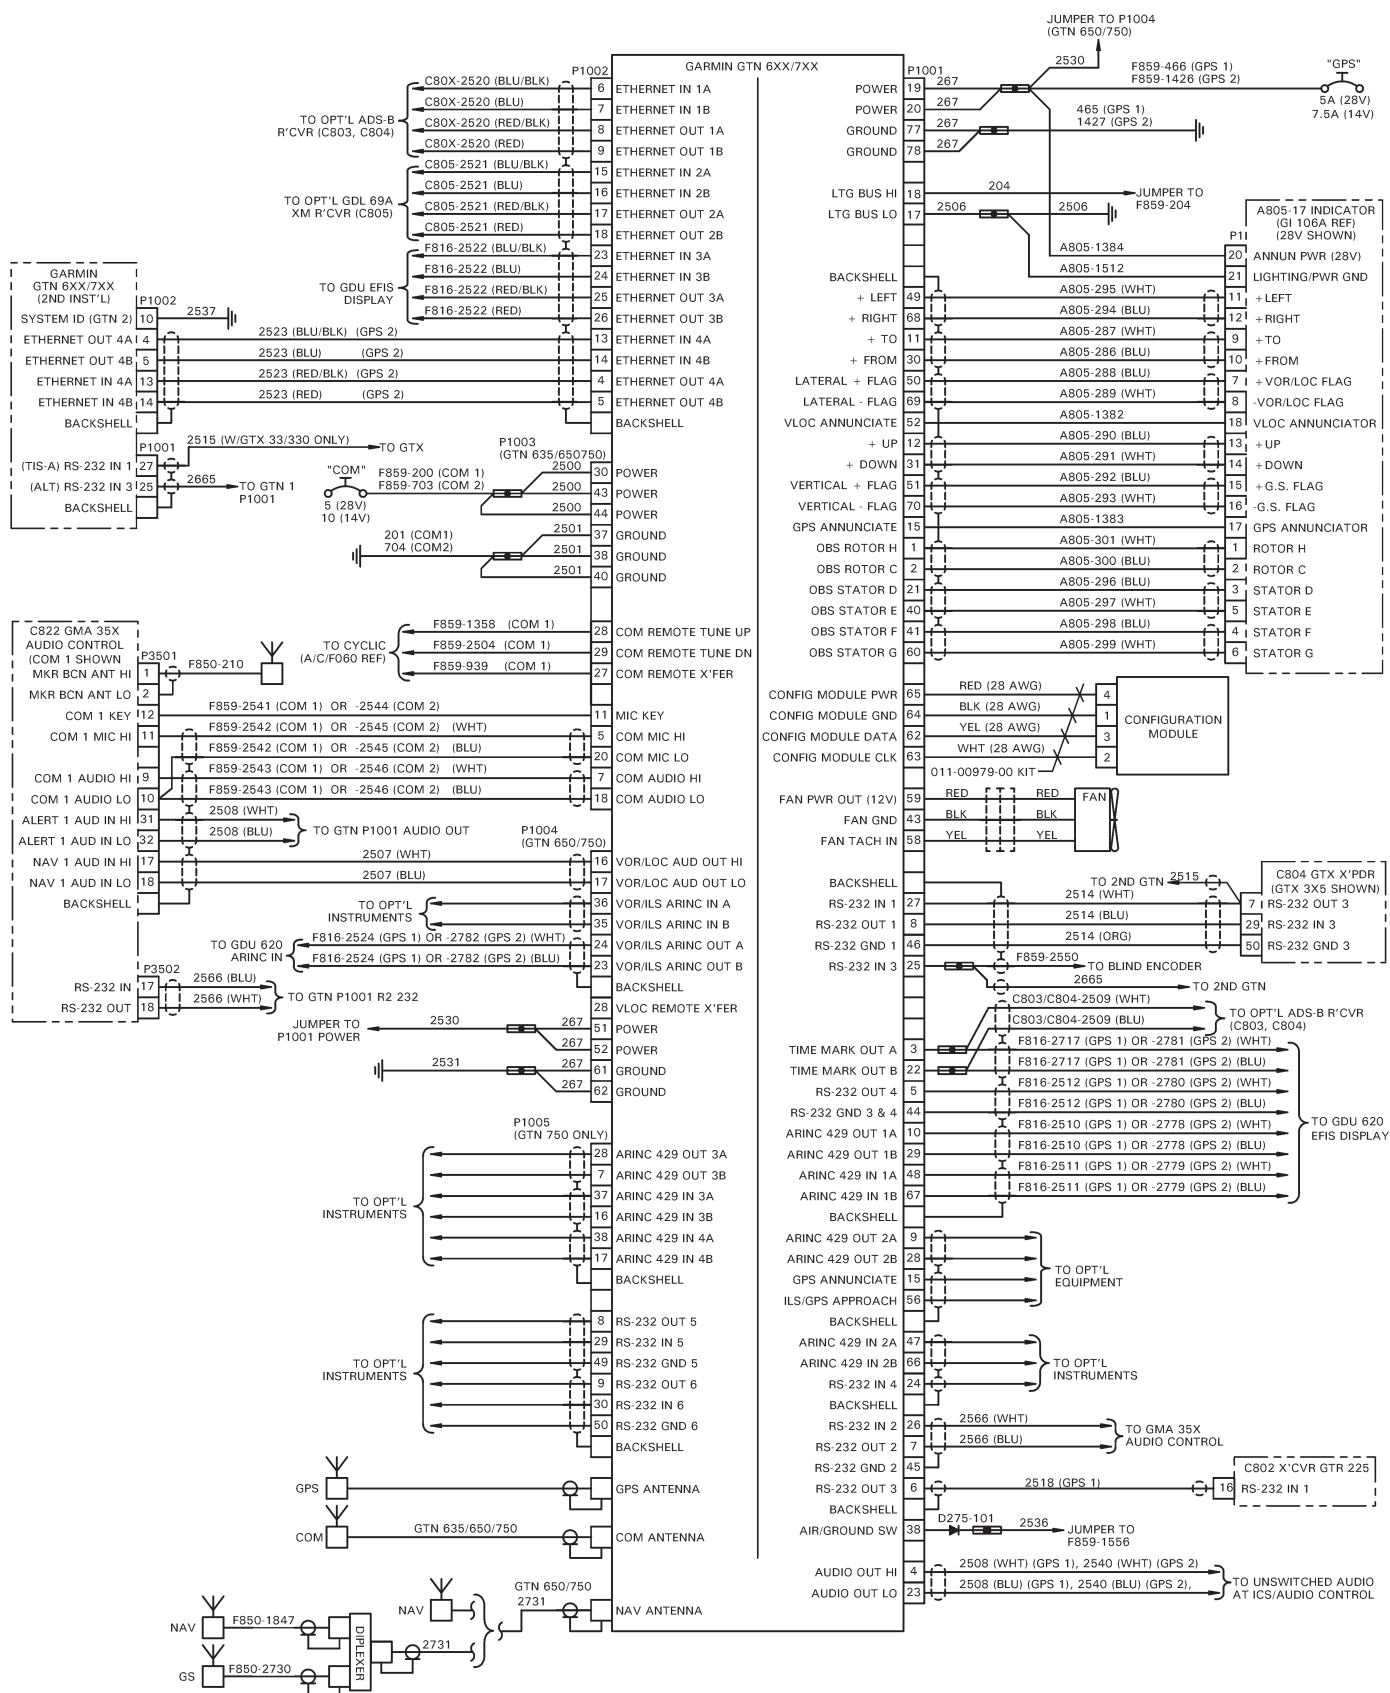 JUMPER TO P1004
(GTN 650/750)
2530
F859-466 (GPS 1)
F859-1426 (GPS 2)
"GPS"
5A (28V)
7.5A (14V)
GARMIN GTN 6XX/7XX
P1002
C80X-2520 (BLU/BLK) 6 ETHERNET IN 1A
C80X-2520 (BLU) 7 ETHERNET IN 1B
C80X-2520 (RED/BLK) 8 ETHERNET OUT 1A
C80X-2520 (RED) 9 ETHERNET OUT 1B
TO OPT'L ADS-B
R'CVR (C803, C804)
C805-2521 (BLU/BLK) 15 ETHERNET IN 2A
C805-2521 (BLU) 16 ETHERNET IN 2B
C805-2521 (RED/BLK) 17 ETHERNET OUT 2A
C805-2521 (RED) 18 ETHERNET OUT 2B
TO OPT'L GDL 69A
XM R'CVR (C805)
F816-2522 (BLU/BLK) 23 ETHERNET IN 3A
F816-2522 (BLU) 24 ETHERNET IN 3B
F816-2522 (RED/BLK) 25 ETHERNET OUT 3A
F816-2522 (RED) 26 ETHERNET OUT 3B
TO GDU EFIS
DISPLAY
GARMIN
GTN 6XX/7XX
(2ND INST'L)
P1002
SYSTEM ID (GTN 2) 10 2537
ETHERNET OUT 4A 4 2523 (BLU/BLK) (GPS 2) 13 ETHERNET IN 4A
ETHERNET OUT 4B 5 2523 (BLU) (GPS 2) 14 ETHERNET IN 4B
ETHERNET IN 4A 13 2523 (RED/BLK) (GPS 2) 4 ETHERNET OUT 4A
ETHERNET IN 4B 14 2523 (RED) (GPS 2) 5 ETHERNET OUT 4B
BACKSHELL BACKSHELL
P1001
2515 (W/GTX 33/330 ONLY) TO GTX
(TIS-A) RS-232 IN 1 27
(ALT) RS-232 IN 3 25 2665 TO GTN 1
P1001
BACKSHELL
P1003
(GTN 635/650750)
"COM"
5 (28V)
10 (14V)
F859-200 (COM 1)
F859-703 (COM 2)
2500 30 POWER
2500 43 POWER
2500 44 POWER
201 (COM1)
704 (COM2)
2501 37 GROUND
2501 38 GROUND
2501 40 GROUND
TO CYCLIC
(A/C/F060 REF)
F859-1358 (COM 1) 28 COM REMOTE TUNE UP
F859-2504 (COM 1) 29 COM REMOTE TUNE DN
F859-939 (COM 1) 27 COM REMOTE X'FER
C822 GMA 35X
AUDIO CONTROL
(COM 1 SHOWN
P3501
MKR BCN ANT HI 1 F850-210
MKR BCN ANT LO 2
COM 1 KEY 12 F859-2541 (COM 1) OR -2544 (COM 2) 11 MIC KEY
COM 1 MIC HI 11 F859-2542 (COM 1) OR -2545 (COM 2) (WHT) 5 COM MIC HI
F859-2542 (COM 1) OR -2545 (COM 2) (BLU) 20 COM MIC LO
COM 1 AUDIO HI 9 F859-2543 (COM 1) OR -2546 (COM 2) (WHT) 7 COM AUDIO HI
COM 1 AUDIO LO 10 F859-2543 (COM 1) OR -2546 (COM 2) (BLU) 18 COM AUDIO LO
ALERT 1 AUD IN HI 31 2508 (WHT)
ALERT 1 AUD IN LO 32 2508 (BLU)
TO GTN P1001 AUDIO OUT
P1004
(GTN 650/750)
NAV 1 AUD IN HI 17 2507 (WHT) 16 VOR/LOC AUD OUT HI
NAV 1 AUD IN LO 18 2507 (BLU) 17 VOR/LOC AUD OUT LO
BACKSHELL
TO OPT'L
INSTRUMENTS
36 VOR/ILS ARINC IN A
35 VOR/ILS ARINC IN B
TO GDU 620
ARINC IN
F816-2524 (GPS 1) OR -2782 (GPS 2) (WHT) 24 VOR/ILS ARINC OUT A
F816-2524 (GPS 1) OR -2782 (GPS 2) (BLU) 23 VOR/ILS ARINC OUT B
BACKSHELL
P3502
RS-232 IN 17 2566 (BLU)
RS-232 OUT 18 2566 (WHT)
TO GTN P1001 R2 232
28 VLOC REMOTE X'FER
JUMPER TO
P1001 POWER
2530 267 51 POWER
267 52 POWER
2531 267 61 GROUND
267 62 GROUND
P1005
(GTN 750 ONLY)
28 ARINC 429 OUT 3A
7 ARINC 429 OUT 3B
37 ARINC 429 IN 3A
16 ARINC 429 IN 3B
38 ARINC 429 IN 4A
17 ARINC 429 IN 4B
BACKSHELL
TO OPT'L
INSTRUMENTS
8 RS-232 OUT 5
29 RS-232 IN 5
49 RS-232 GND 5
9 RS-232 OUT 6
30 RS-232 IN 6
50 RS-232 GND 6
BACKSHELL
TO OPT'L
INSTRUMENTS
GPS GPS ANTENNA
COM GTN 635/650/750 COM ANTENNA
GTN 650/750
NAV 2731 NAV ANTENNA
NAV F850-1847
DIPLEXER
2731
GS F850-2730
P1001
POWER 19 267
POWER 20 267
GROUND 77 267
465 (GPS 1)
1427 (GPS 2)
GROUND 78 267
LTG BUS HI 18 204 JUMPER TO
F859-204
LTG BUS LO 17 2506 2506
A805-17 INDICATOR
(GI 106A REF)
(28V SHOWN)
P1
A805-1384 20 ANNUN PWR (28V)
A805-1512 21 LIGHTING/PWR GND
BACKSHELL
+ LEFT 49 A805-295 (WHT) 11 +LEFT
+ RIGHT 68 A805-294 (BLU) 12 +RIGHT
+ TO 11 A805-287 (WHT) 9 +TO
+ FROM 30 A805-286 (BLU) 10 +FROM
LATERAL + FLAG 50 A805-288 (BLU) 7 +VOR/LOC FLAG
LATERAL - FLAG 69 A805-289 (WHT) 8 -VOR/LOC FLAG
VLOC ANNUNCIATE 52 A805-1382 18 VLOC ANNUNCIATOR
+ UP 12 A805-290 (BLU) 13 +UP
+ DOWN 31 A805-291 (WHT) 14 +DOWN
VERTICAL + FLAG 51 A805-292 (BLU) 15 +G.S. FLAG
VERTICAL - FLAG 70 A805-293 (WHT) 16 -G.S. FLAG
GPS ANNUNCIATE 15 A805-1383 17 GPS ANNUNCIATOR
OBS ROTOR H 1 A805-301 (WHT) 1 ROTOR H
OBS ROTOR C 2 A805-300 (BLU) 2 ROTOR C
OBS STATOR D 21 A805-296 (BLU) 3 STATOR D
OBS STATOR E 40 A805-297 (WHT) 5 STATOR E
OBS STATOR F 41 A805-298 (BLU) 4 STATOR F
OBS STATOR G 60 A805-299 (WHT) 6 STATOR G
CONFIG MODULE PWR 65 RED (28 AWG) 4
CONFIG MODULE GND 64 BLK (28 AWG) 1
CONFIG MODULE DATA 62 YEL (28 AWG) 3
CONFIG MODULE CLK 63 WHT (28 AWG) 2
CONFIGURATION
MODULE
011-00979-00 KIT
FAN PWR OUT (12V) 59 RED RED FAN
FAN GND 43 BLK BLK
FAN TACH IN 58 YEL YEL
BACKSHELL
TO 2ND GTN 2515
C804 GTX X'PDR
(GTX 3X5 SHOWN)
RS-232 IN 1 27 2514 (WHT) 7 RS-232 OUT 3
RS-232 OUT 1 8 2514 (BLU) 29 RS-232 IN 3
RS-232 GND 1 46 2514 (ORG) 50 RS-232 GND 3
RS-232 IN 3 25 F859-2550 TO BLIND ENCODER
2665 TO 2ND GTN
C803/C804-2509 (WHT)
C803/C804-2509 (BLU)
TO OPT'L ADS-B R'CVR
(C803, C804)
TIME MARK OUT A 3 F816-2717 (GPS 1) OR -2781 (GPS 2) (WHT)
TIME MARK OUT B 22 F816-2717 (GPS 1) OR -2781 (GPS 2) (BLU)
RS-232 OUT 4 5 F816-2512 (GPS 1) OR -2780 (GPS 2) (WHT)
RS-232 GND 3 & 4 44 F816-2512 (GPS 1) OR -2780 (GPS 2) (BLU)
ARINC 429 OUT 1A 10 F816-2510 (GPS 1) OR -2778 (GPS 2) (WHT)
ARINC 429 OUT 1B 29 F816-2510 (GPS 1) OR -2778 (GPS 2) (BLU)
ARINC 429 IN 1A 48 F816-2511 (GPS 1) OR -2779 (GPS 2) (WHT)
ARINC 429 IN 1B 67 F816-2511 (GPS 1) OR -2779 (GPS 2) (BLU)
BACKSHELL
TO GDU 620
EFIS DISPLAY
ARINC 429 OUT 2A 9
ARINC 429 OUT 2B 28
GPS ANNUNCIATE 15
ILS/GPS APPROACH 56
BACKSHELL
TO OPT'L
EQUIPMENT
ARINC 429 IN 2A 47
ARINC 429 IN 2B 66
RS-232 IN 4 24
BACKSHELL
TO OPT'L
INSTRUMENTS
RS-232 IN 2 26 2566 (WHT)
RS-232 OUT 2 7 2566 (BLU)
RS-232 GND 2 45
TO GMA 35X
AUDIO CONTROL
C802 X'CVR GTR 225
RS-232 OUT 3 6 2518 (GPS 1) 16 RS-232 IN 1
BACKSHELL
AIR/GROUND SW 38 D275-101 2536 JUMPER TO
F859-1556
AUDIO OUT HI 4 2508 (WHT) (GPS 1), 2540 (WHT) (GPS 2)
AUDIO OUT LO 23 2508 (BLU) (GPS 1), 2540 (BLU) (GPS 2),
TO UNSWITCHED AUDIO
AT ICS/AUDIO CONTROL